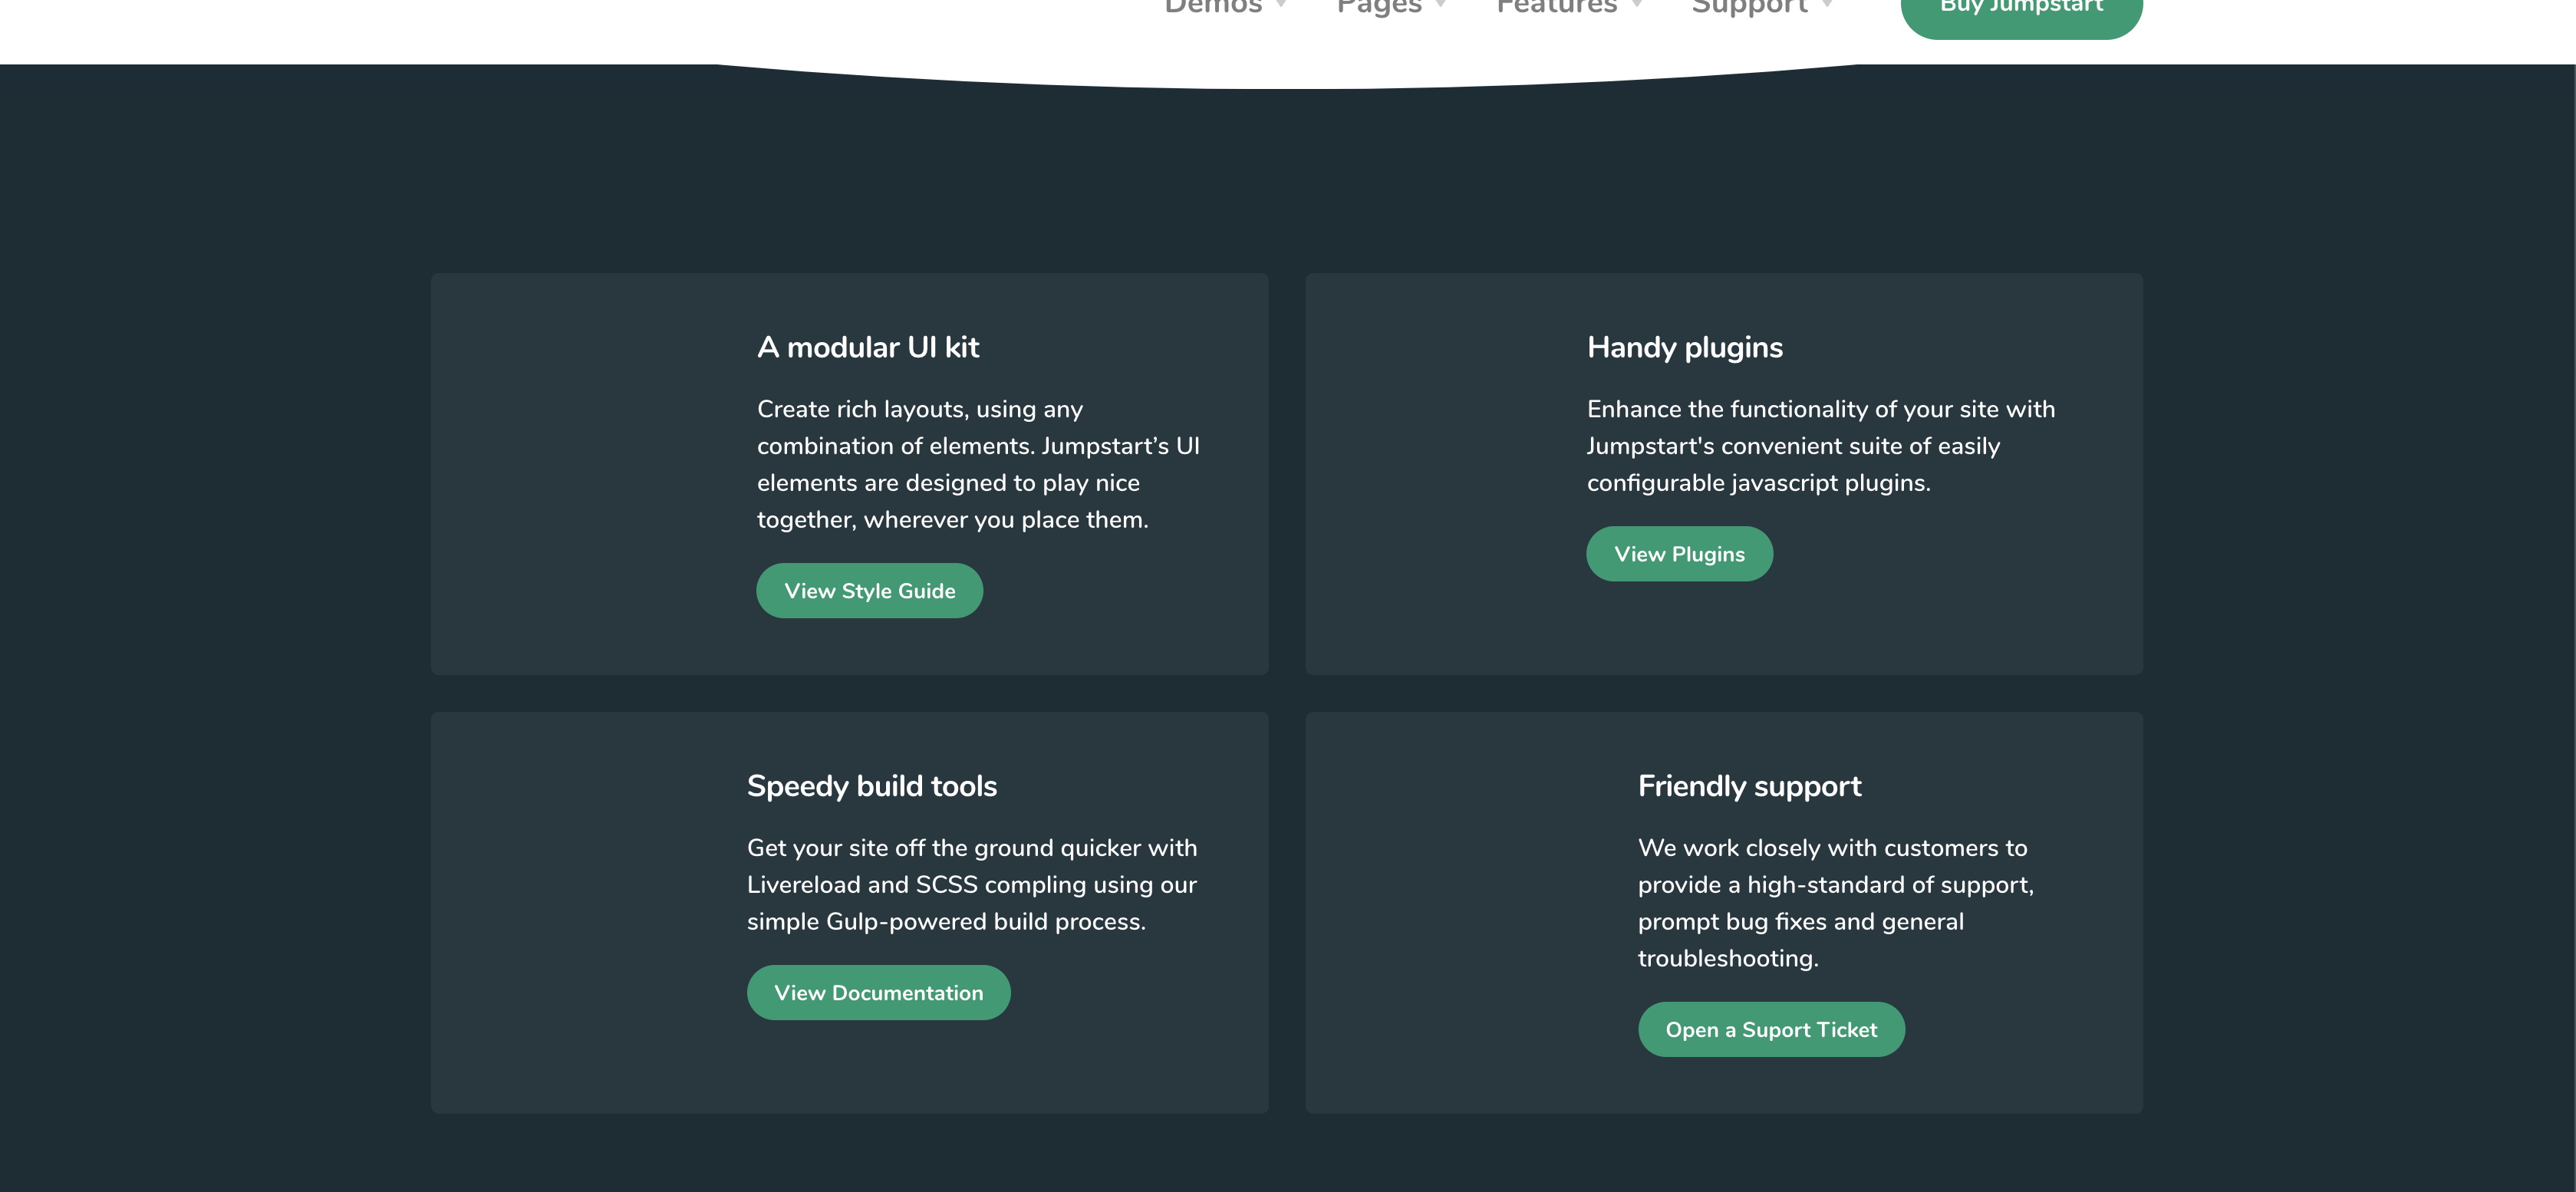 Demos Pages Features Support Buy Jumpstart
A modular UI kit
Create rich layouts, using any
combination of elements. Jumpstart’s UI
elements are designed to play nice
together, wherever you place them.
View Style Guide
Handy plugins
Enhance the functionality of your site with
Jumpstart's convenient suite of easily
configurable javascript plugins.
View Plugins
Speedy build tools
Get your site off the ground quicker with
Livereload and SCSS compling using our
simple Gulp-powered build process.
View Documentation
Friendly support
We work closely with customers to
provide a high-standard of support,
prompt bug fixes and general
troubleshooting.
Open a Suport Ticket